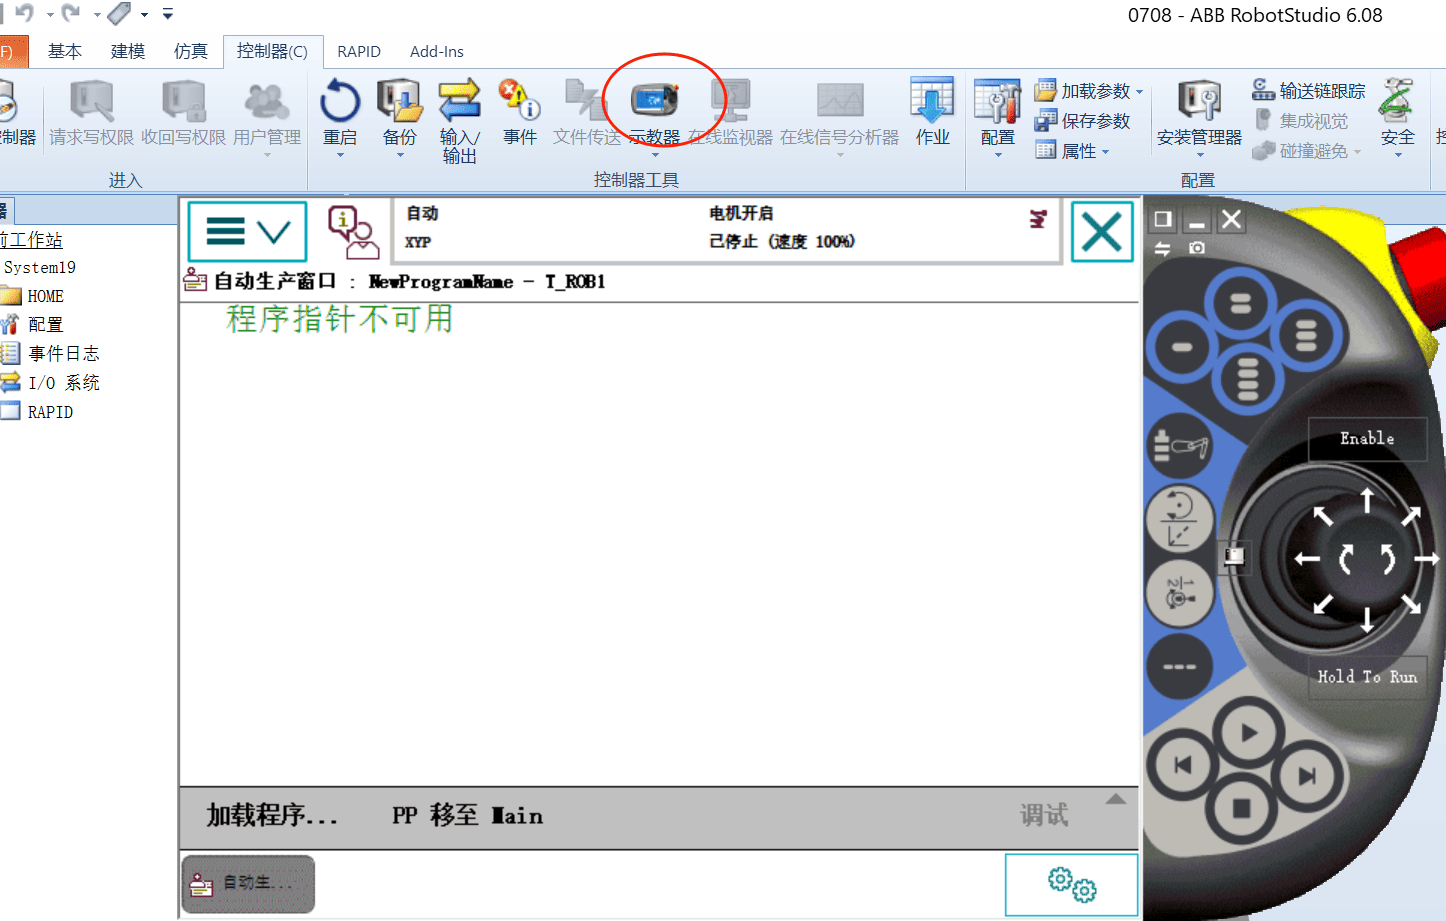 0708 - ABB RobotStudio 6.08
F) 基本 建模 仿真 控制器(C) RAPID Add-Ins
制器 请求写权限 收回写权限 用户管理 重启 备份 输入/输出 事件 文件传送 示教器 在线监视器 在线信号分析器 作业 配置 加载参数 保存参数 属性 安装管理器 输送链跟踪 集成视觉 碰撞避免 安全
进入 控制器工具 配置
器
前工作站
System19
HOME
配置
事件日志
I/O 系统
RAPID
自动 电机开启
XYP 已停止 (速度 100%)
自动生产窗口 : NewProgramName - T_ROB1
程序指针不可用
Enable
Hold To Run
加载程序... PP 移至 Main 调试
自动生...